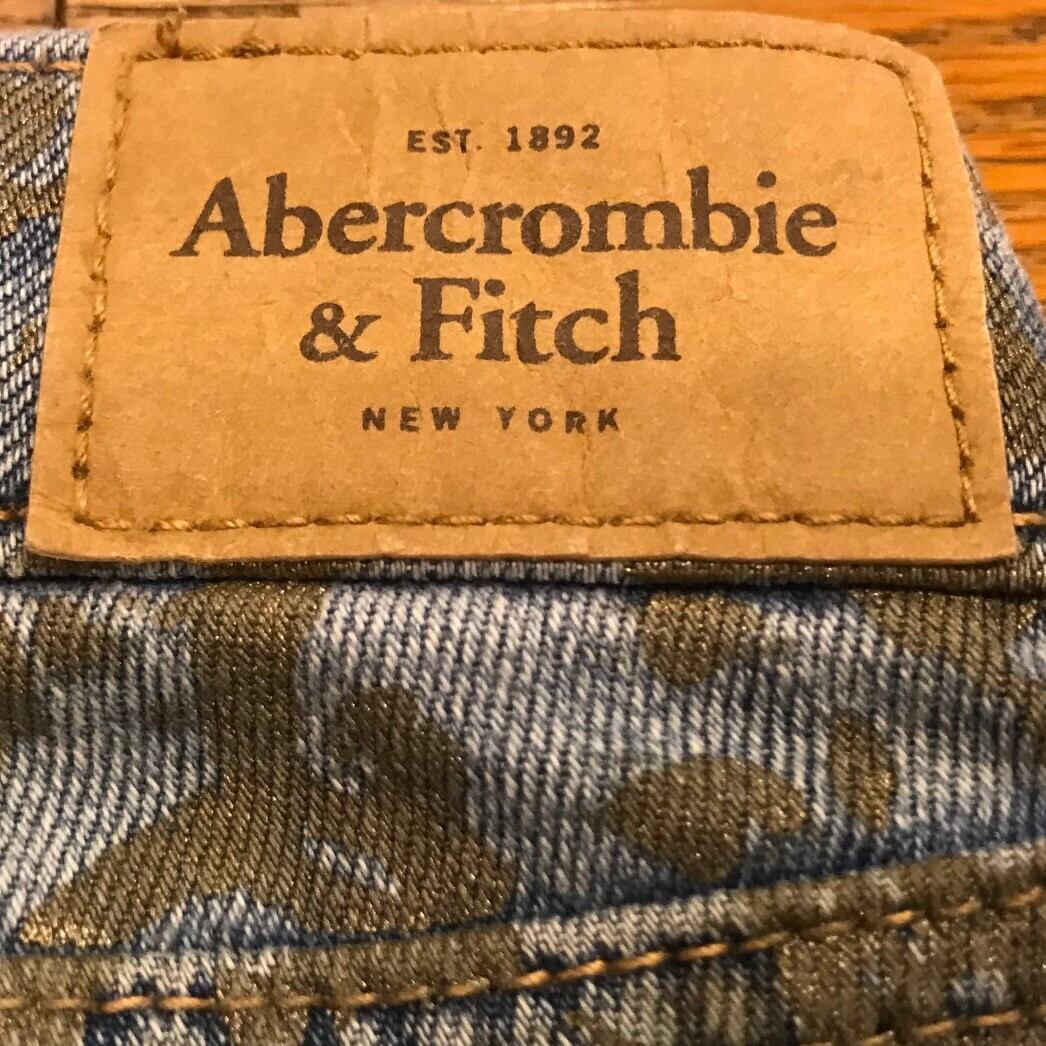 EST. 1892
Abercrombie
& Fitch
NEW YORK